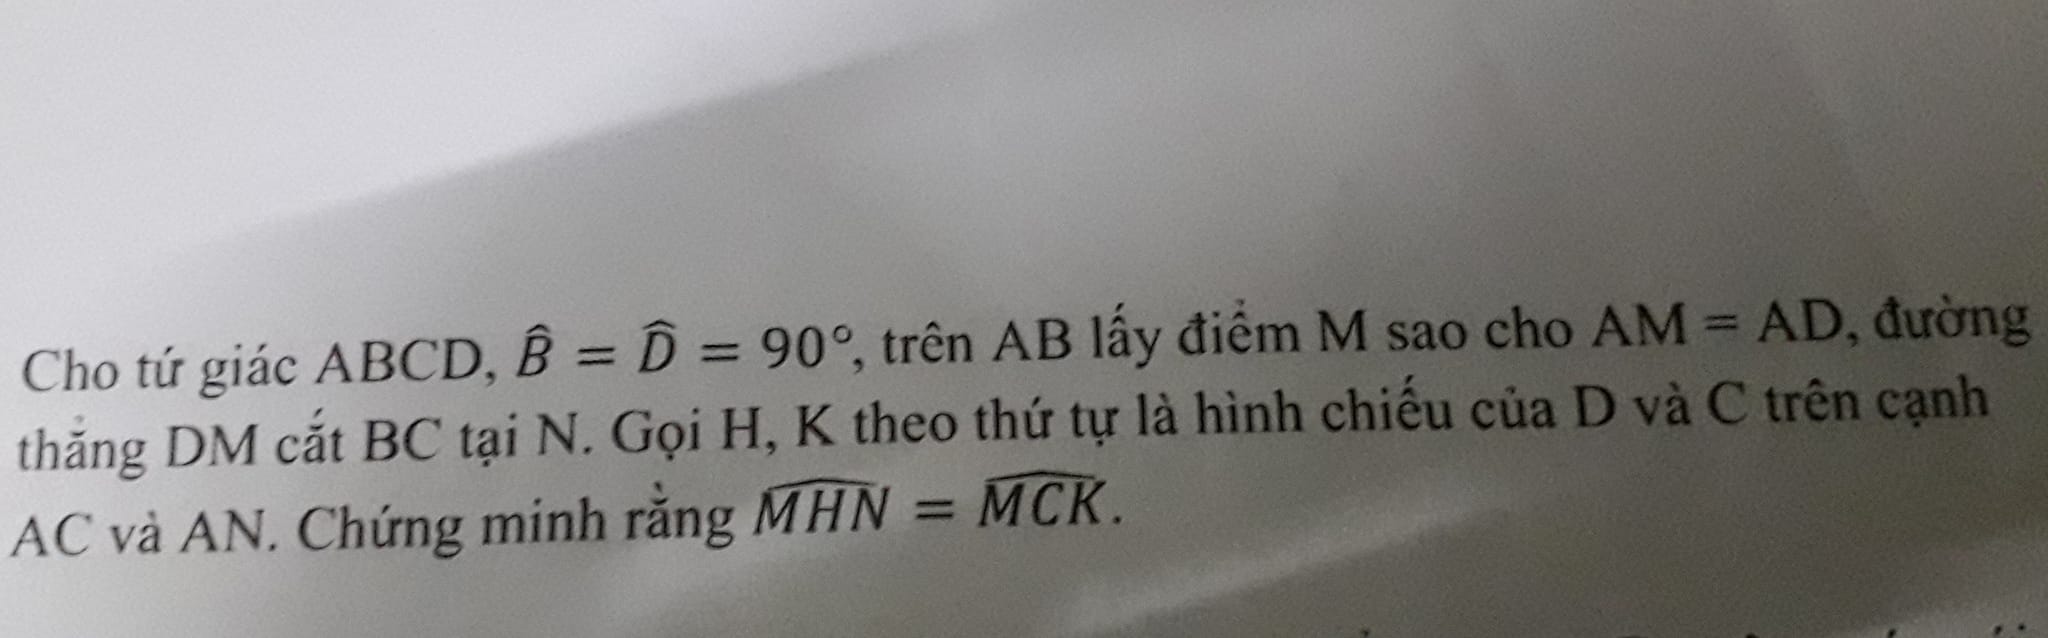 Cho tứ giác ABCD, B̂ = D̂ = 90°, trên AB lấy điểm M sao cho AM = AD, đường
thẳng DM cắt BC tại N. Gọi H, K theo thứ tự là hình chiếu của D và C trên cạnh
AC và AN. Chứng minh rằng \widehat{MHN} = \widehat{MCK}.